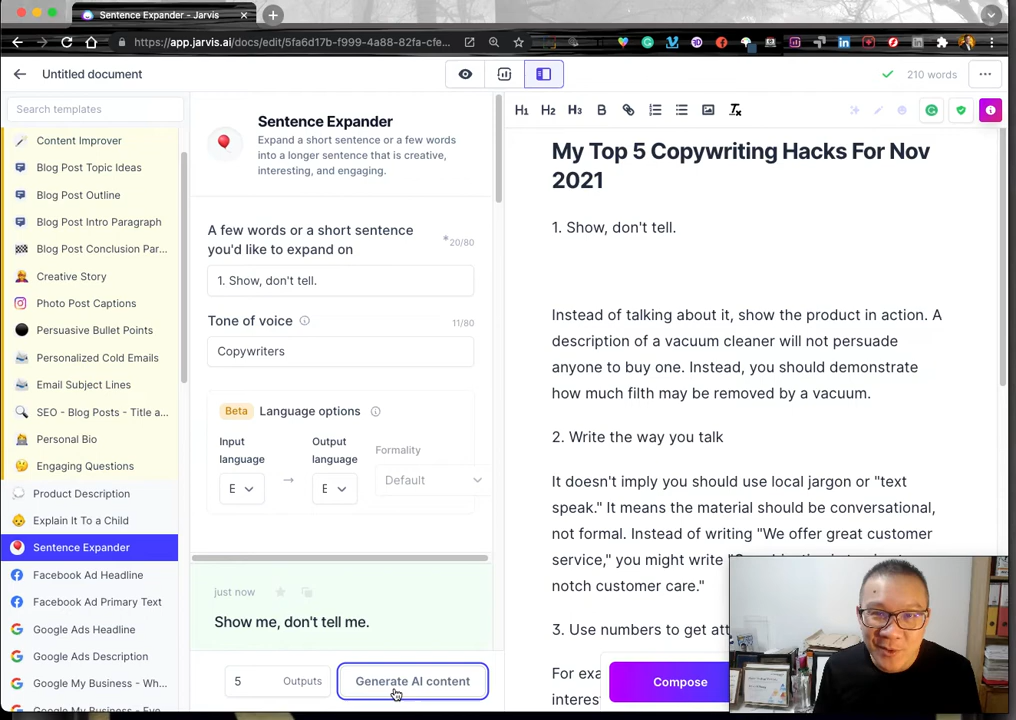 Sentence Expander - Jarvis
https://app.jarvis.ai/docs/edit/5fa6d17b-f999-4a88-82fa-cfe...
Untitled document
210 words
Search templates
Content Improver
Blog Post Topic Ideas
Blog Post Outline
Blog Post Intro Paragraph
Blog Post Conclusion Par...
Creative Story
Photo Post Captions
Persuasive Bullet Points
Personalized Cold Emails
Email Subject Lines
SEO - Blog Posts - Title a...
Personal Bio
Engaging Questions
Product Description
Explain It To a Child
Sentence Expander
Facebook Ad Headline
Facebook Ad Primary Text
Google Ads Headline
Google Ads Description
Google My Business - Wh...
Google My Business - Eve
Sentence Expander
Expand a short sentence or a few words
into a longer sentence that is creative,
interesting, and engaging.
A few words or a short sentence
you'd like to expand on
*20/80
1. Show, don't tell.
Tone of voice
11/80
Copywriters
Beta Language options
Input
language
Output
language
Formality
E
E
Default
just now
Show me, don't tell me.
5 Outputs
Generate AI content
H1 H2 H3 B
My Top 5 Copywriting Hacks For Nov
2021
1. Show, don't tell.
Instead of talking about it, show the product in action. A
description of a vacuum cleaner will not persuade
anyone to buy one. Instead, you should demonstrate
how much filth may be removed by a vacuum.
2. Write the way you talk
It doesn't imply you should use local jargon or "text
speak." It means the material should be conversational,
not formal. Instead of writing "We offer great customer
service," you might write
notch customer care."
3. Use numbers to get att
For exa
interes
Compose